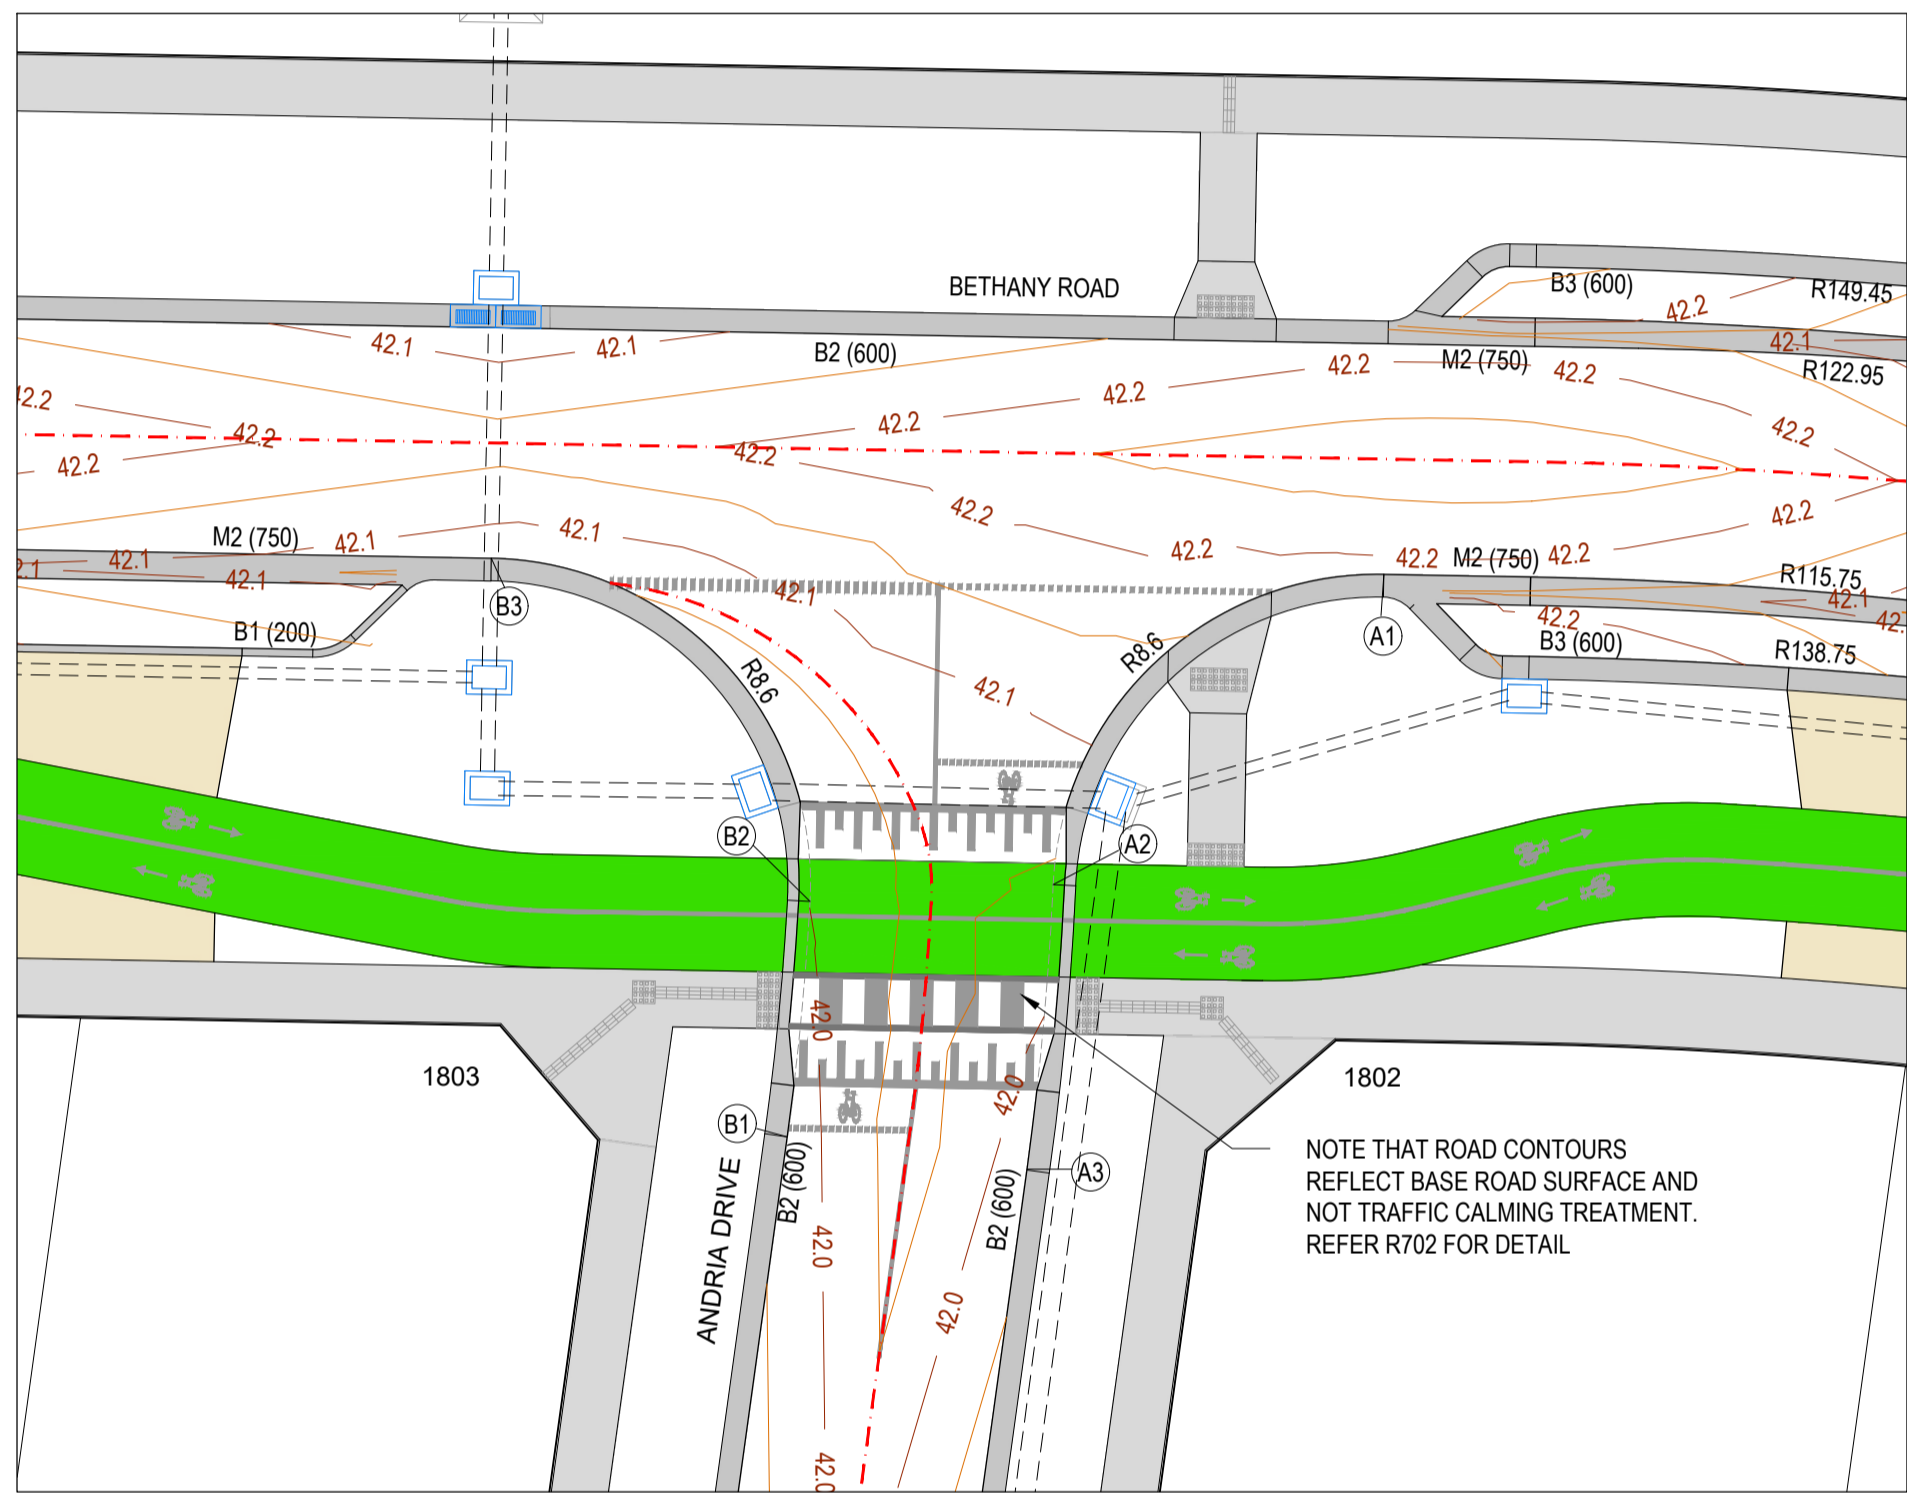 BETHANY ROAD
B3 (600)
R149.45
42.2
42.1
42.1
42.1
B2 (600)
42.2
M2 (750)
42.2
R122.95
42.2
42.2
42.2
42.2
42.2
42.2
42.2
42.2
42.2
M2 (750)
42.1
42.1
42.1
42.1
42.2
42.2
M2 (750)
42.2
R115.75
42.1
42.1
B3
B1 (200)
R8.6
R8.6
A1
42.2
B3 (600)
R138.75
42.1
B2
A2
42.0
1803
1802
42.0
B1
B2 (600)
ANDRIA DRIVE
42.0
B2 (600)
A3
42.0
42.0
NOTE THAT ROAD CONTOURS
REFLECT BASE ROAD SURFACE AND
NOT TRAFFIC CALMING TREATMENT.
REFER R702 FOR DETAIL